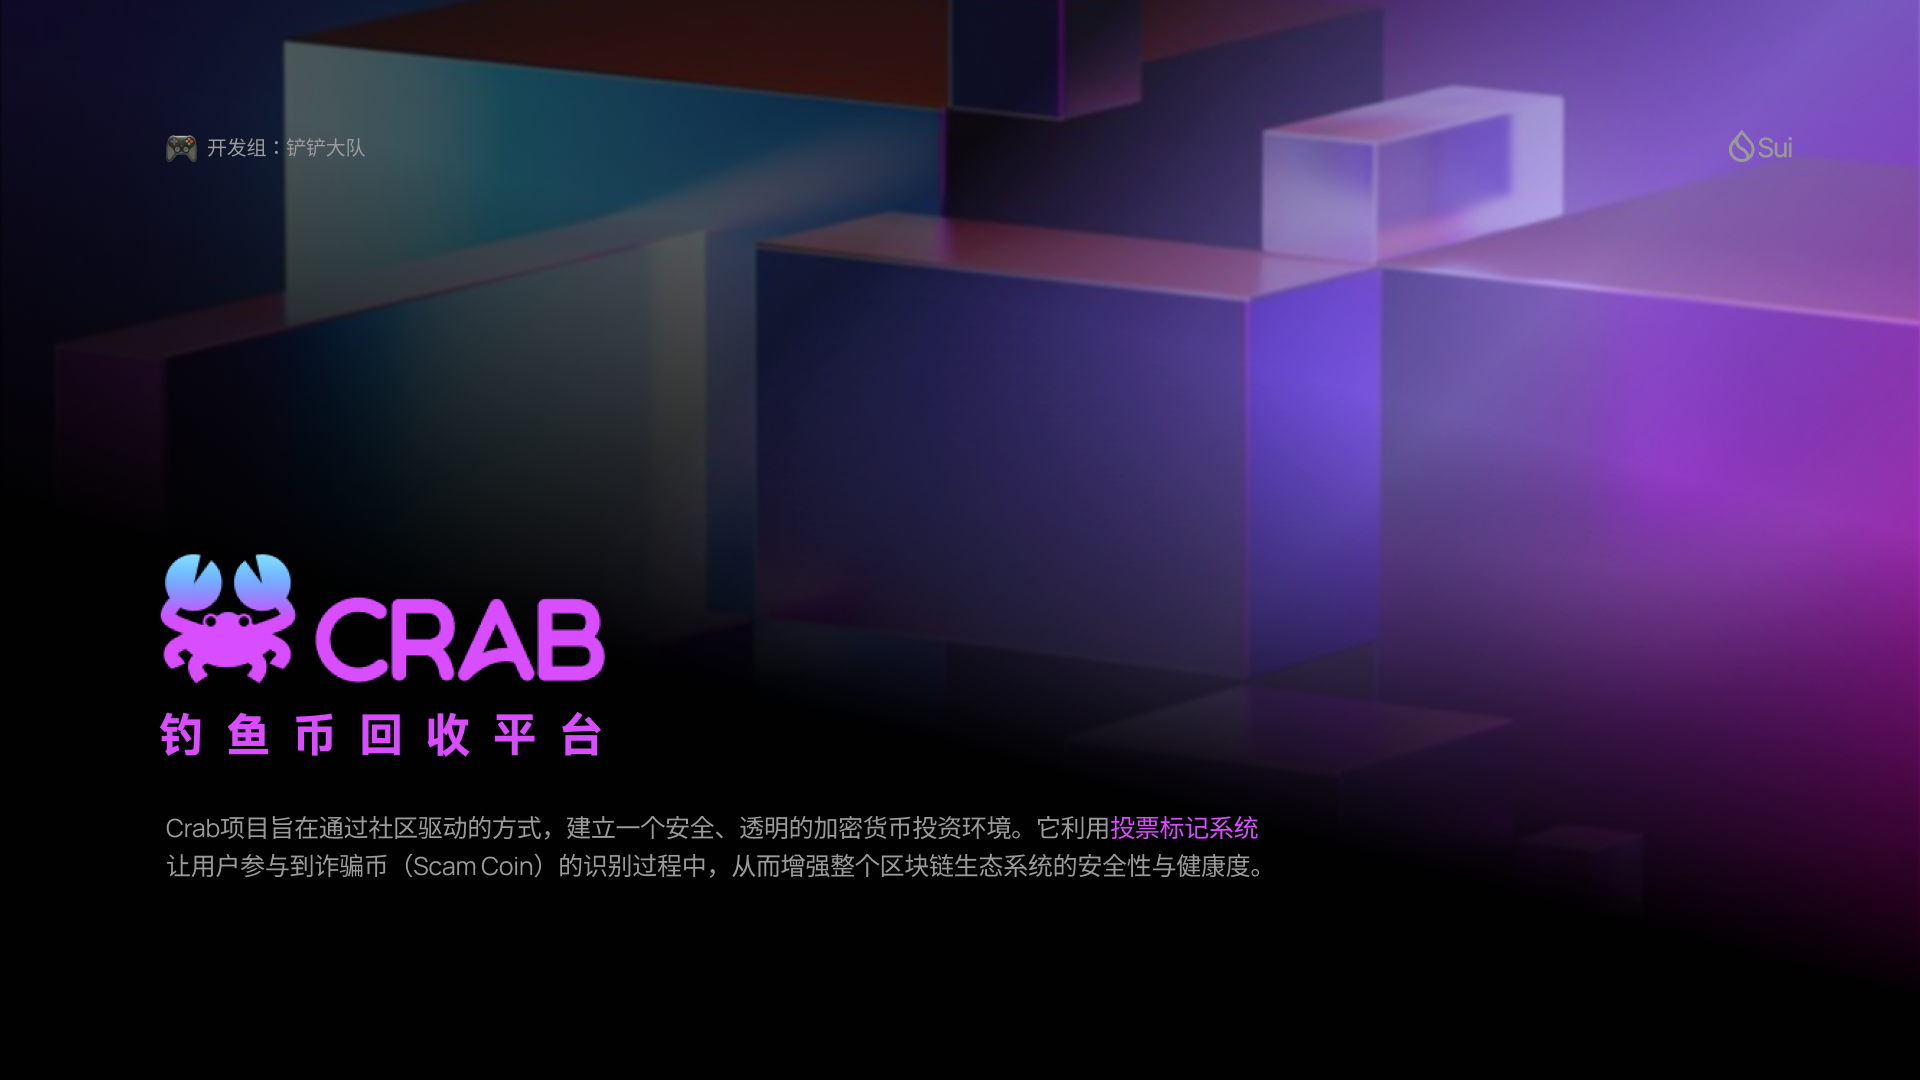 开发组：铲铲大队
Sui
CRAB
钓鱼币回收平台
Crab项目旨在通过社区驱动的方式，建立一个安全、透明的加密货币投资环境。它利用投票标记系统
让用户参与到诈骗币（Scam Coin）的识别过程中，从而增强整个区块链生态系统的安全性与健康度。